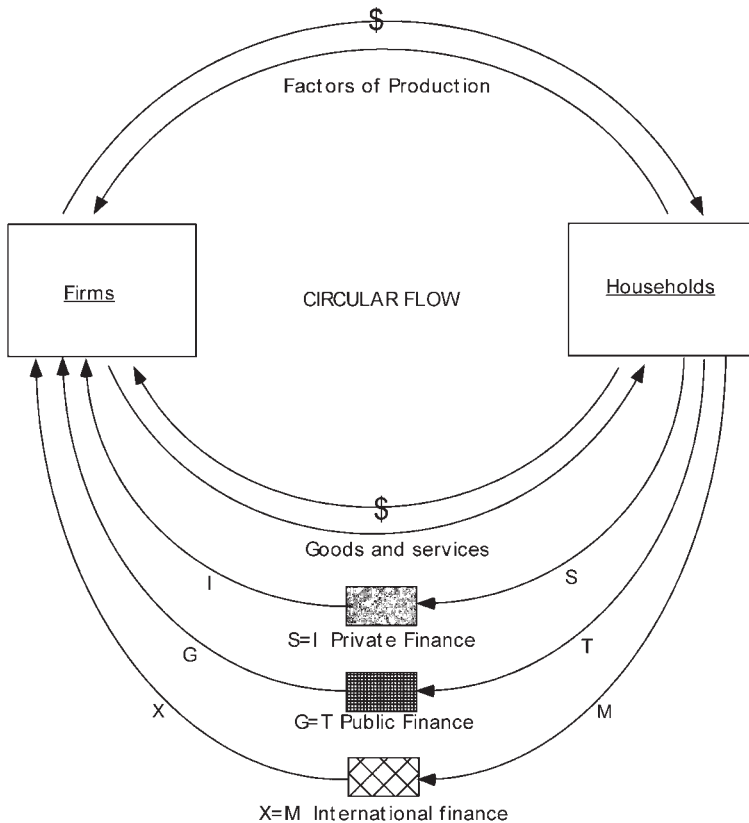 $
Factors of Production
Firms
CIRCULAR FLOW
Households
$
Goods and services
I
S
S=I Private Finance
G
T
G=T Public Finance
X
M
X=M International finance